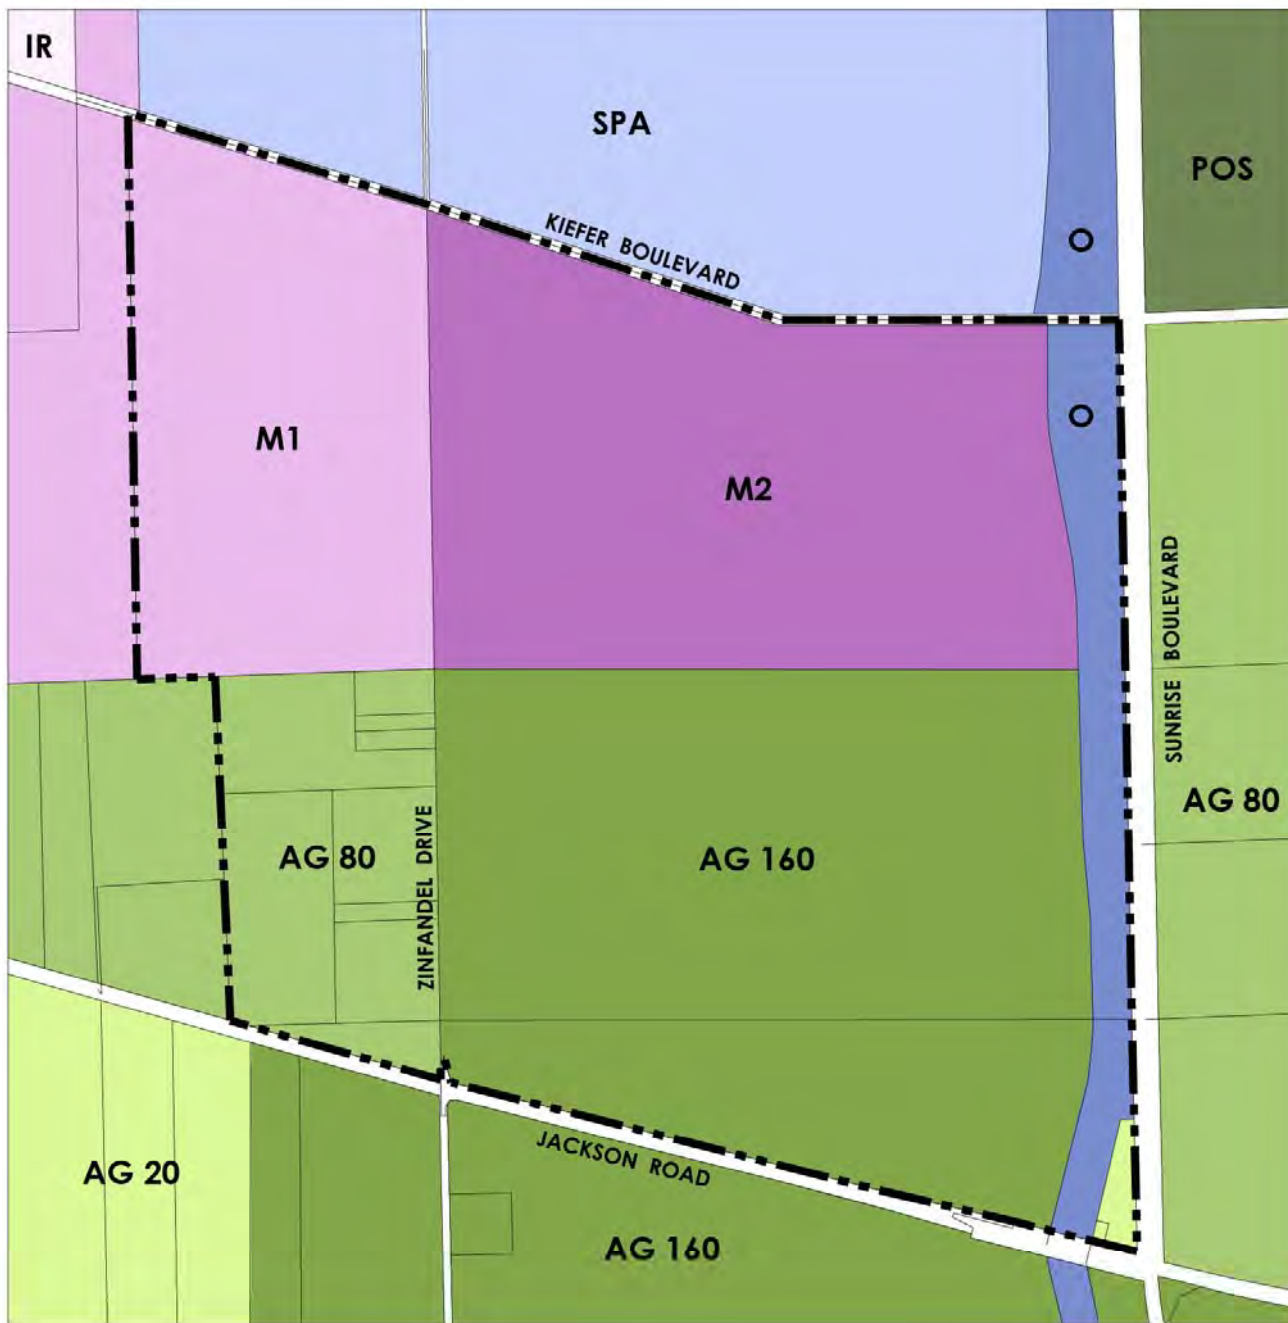 IR
SPA
POS
KIEFER BOULEVARD
O
O
M1
M2
SUNRISE BOULEVARD
AG 80
ZINFANDEL DRIVE
AG 80
AG 160
JACKSON ROAD
AG 20
AG 160